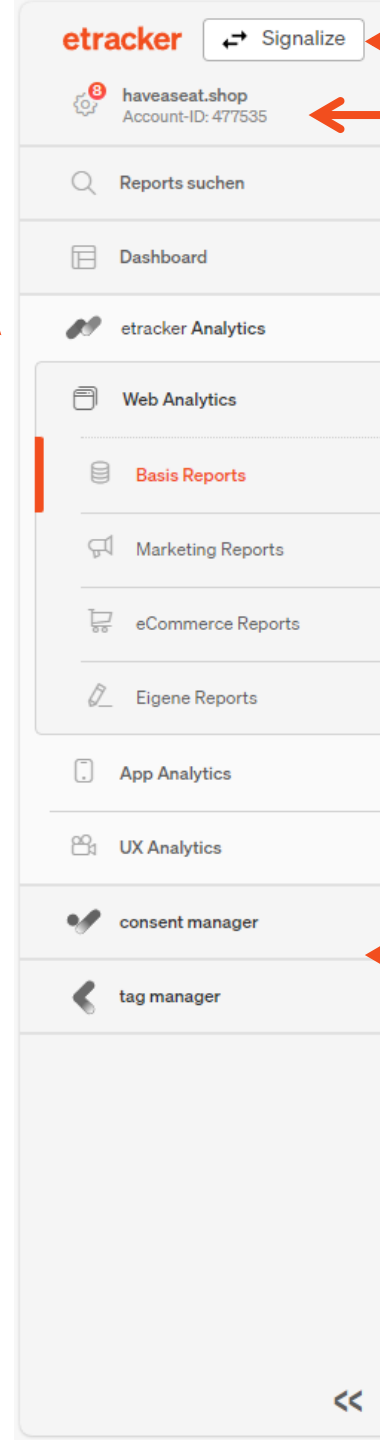 etracker Signalize
8
haveaseat.shop
Account-ID: 477535
Reports suchen
Dashboard
etracker Analytics
Web Analytics
Basis Reports
Marketing Reports
eCommerce Reports
Eigene Reports
App Analytics
UX Analytics
consent manager
tag manager